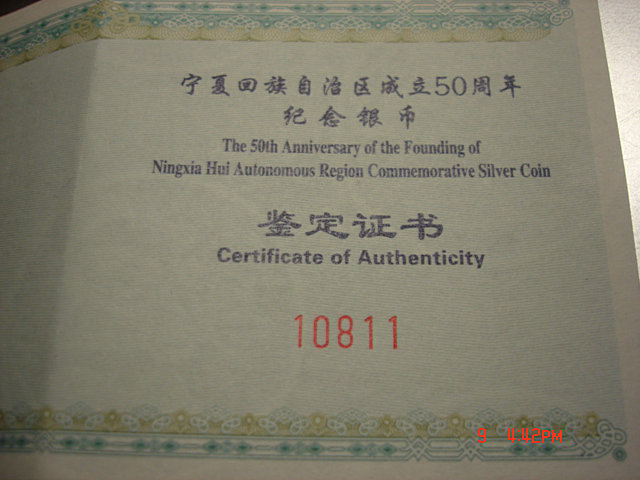 宁夏回族自治区成立50周年
纪念银币
The 50th Anniversary of the Founding of
Ningxia Hui Autonomous Region Commemorative Silver Coin
鉴定证书
Certificate of Authenticity
10811
9 4:42PM